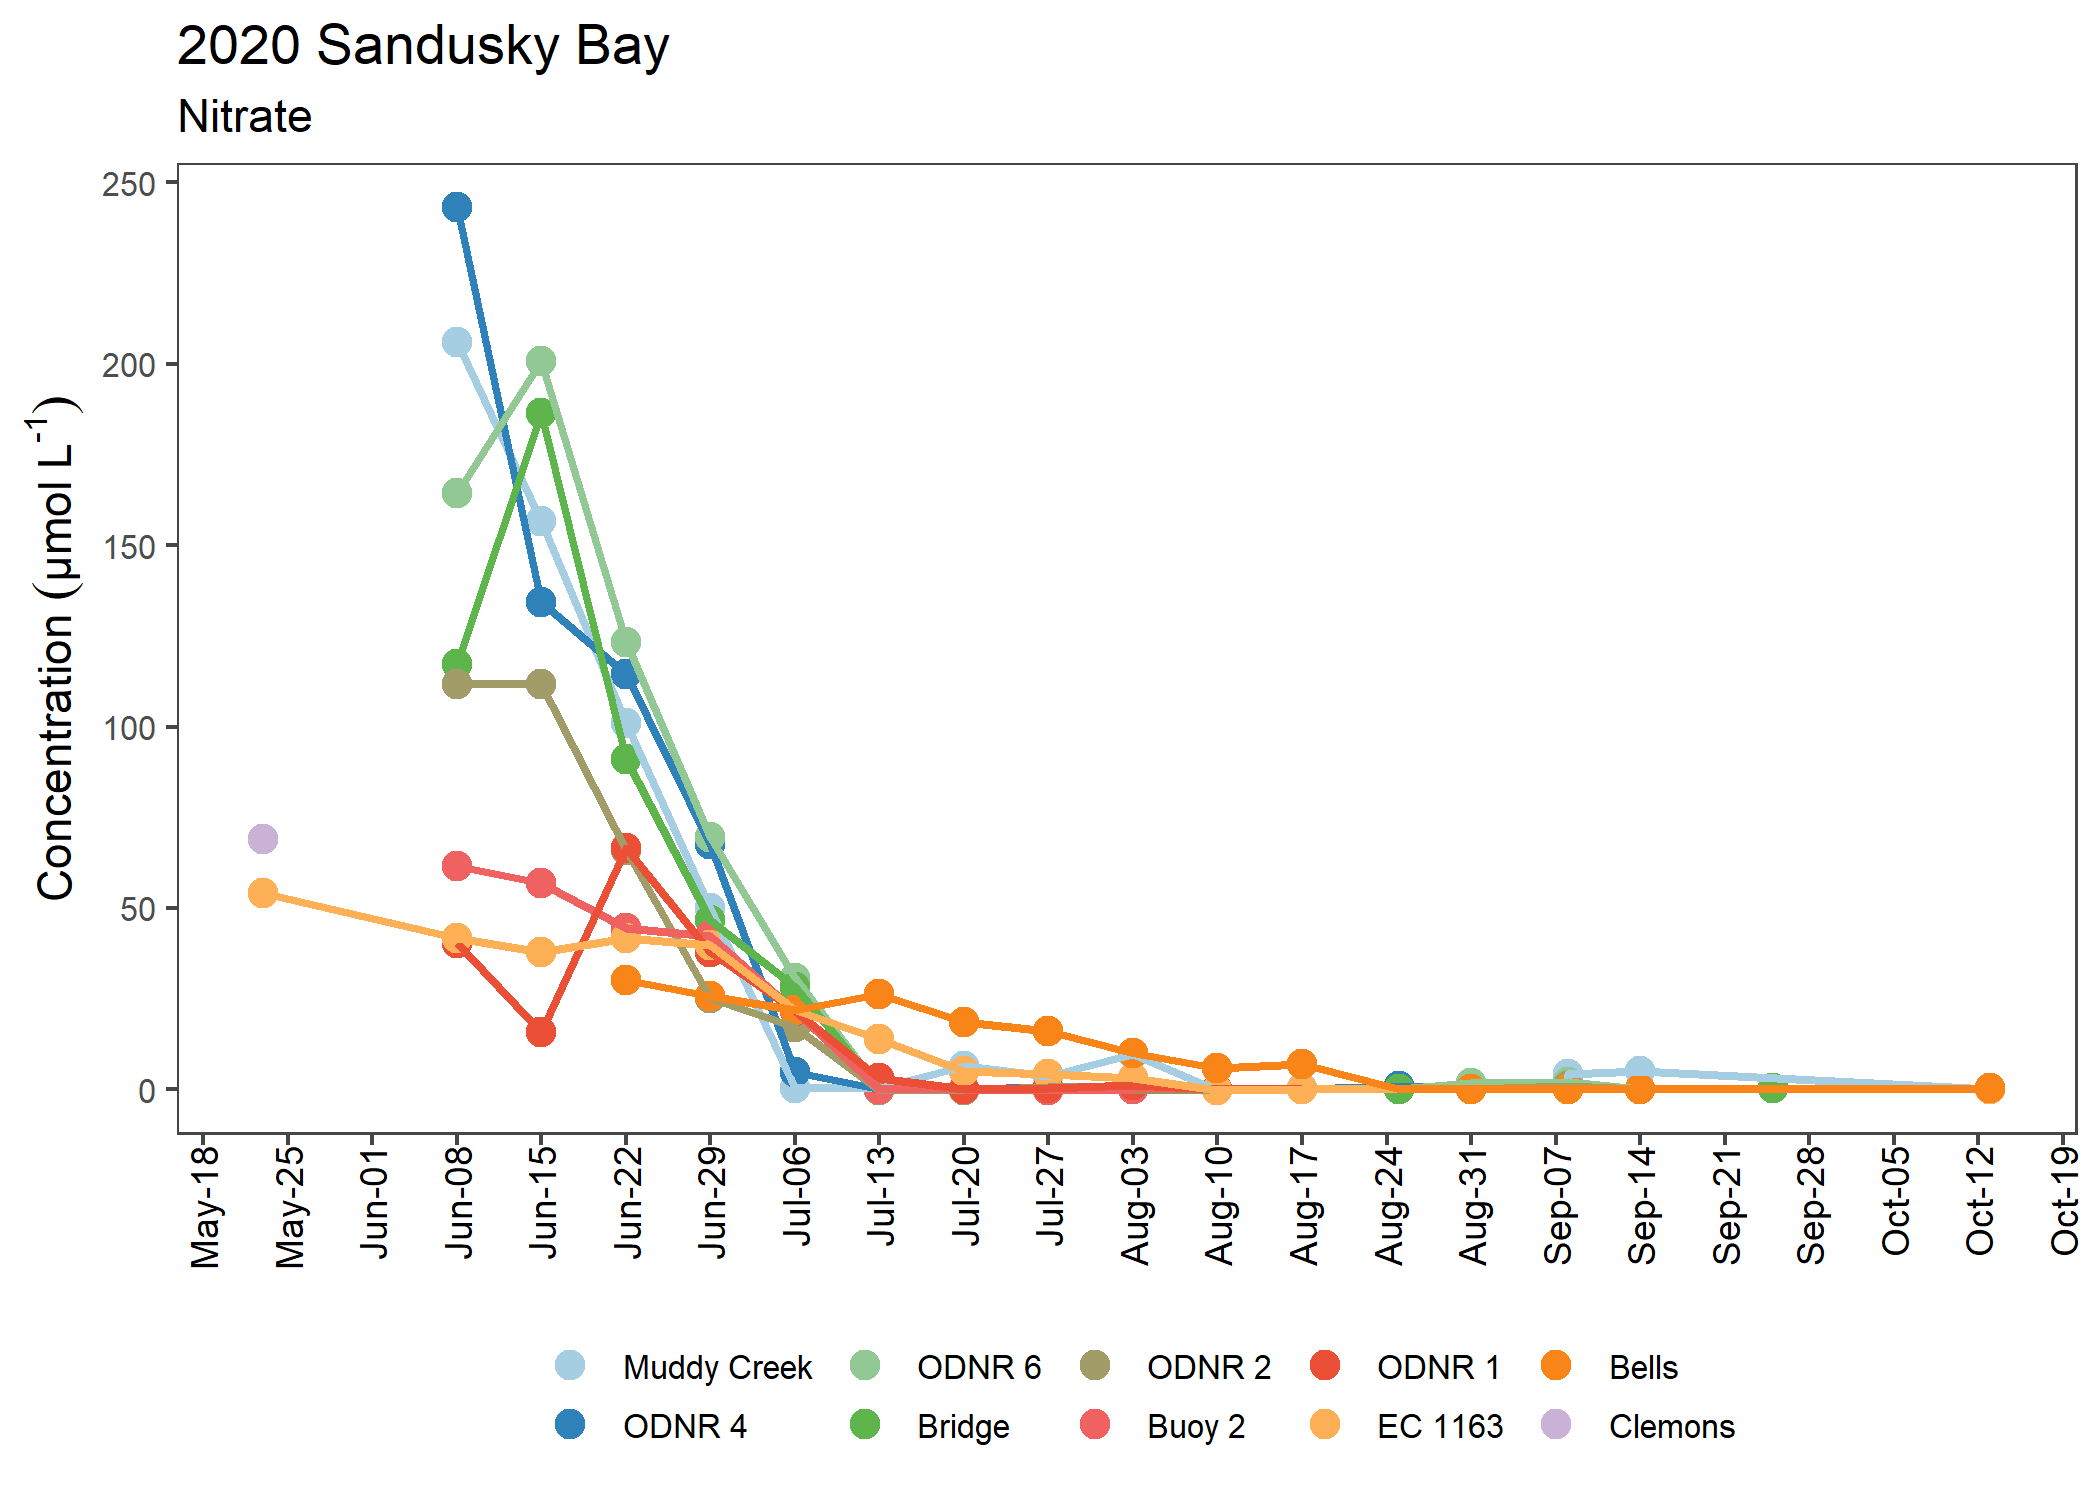 2020 Sandusky Bay
Nitrate
Concentration (μmol L⁻¹)
250
200
150
100
50
0
May-18
May-25
Jun-01
Jun-08
Jun-15
Jun-22
Jun-29
Jul-06
Jul-13
Jul-20
Jul-27
Aug-03
Aug-10
Aug-17
Aug-24
Aug-31
Sep-07
Sep-14
Sep-21
Sep-28
Oct-05
Oct-12
Oct-19
Muddy Creek ODNR 6 ODNR 2 ODNR 1 Bells
ODNR 4 Bridge Buoy 2 EC 1163 Clemons